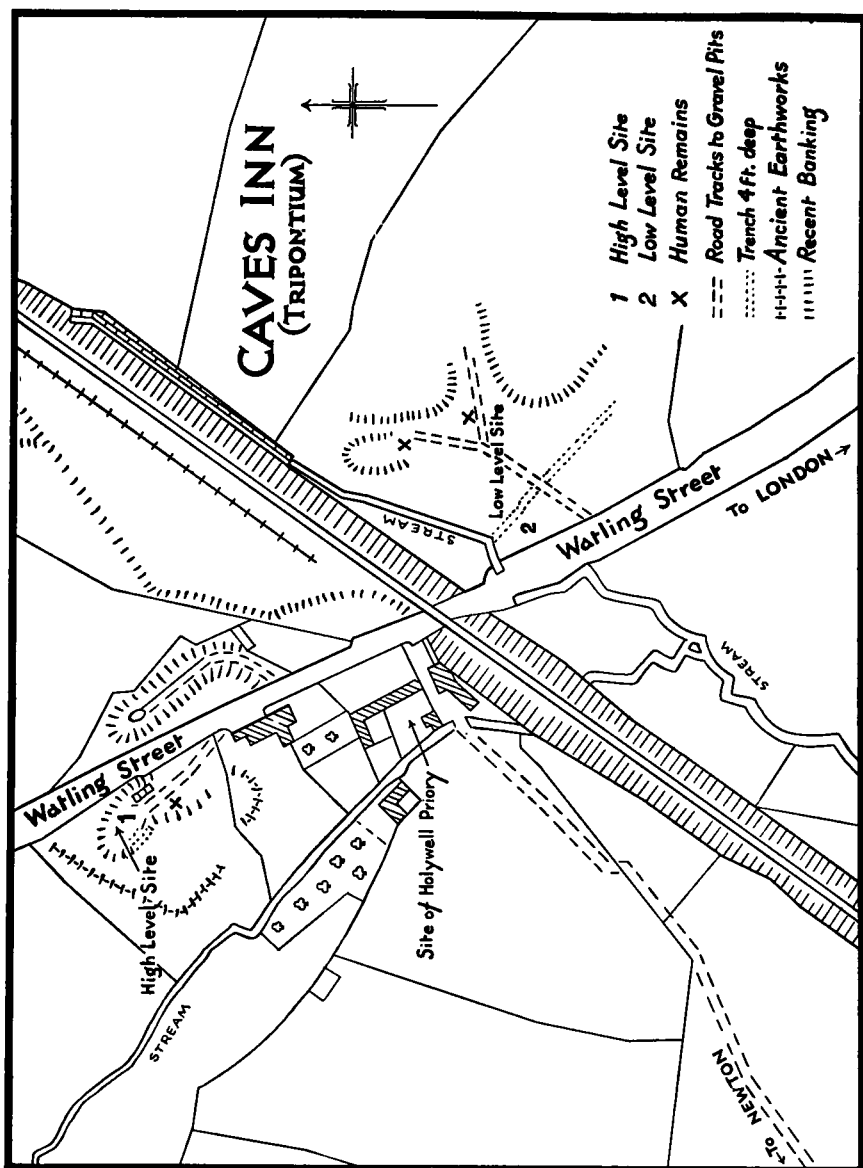 CAVES INN
(TRIPONTIUM)
1 High Level Site
2 Low Level Site
X Human Remains
Road Tracks to Gravel Pits
Trench 4ft. deep
Ancient Earthworks
Recent Banking
Watling Street
1
High Level Site
X
STREAM
Site of Holywell Priory
STREAM
X
X
Low Level Site
2
Watling Street
To LONDON
STREAM
To NEWTON